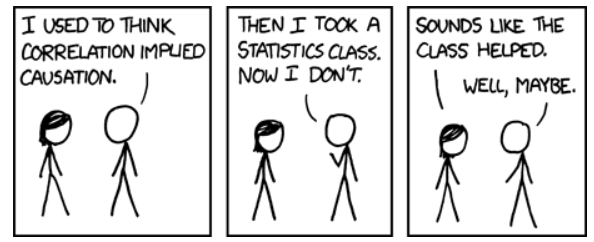 I USED TO THINK
CORRELATION IMPLIED
CAUSATION.
THEN I TOOK A
STATISTICS CLASS.
NOW I DON'T.
SOUNDS LIKE THE
CLASS HELPED.
WELL, MAYBE.